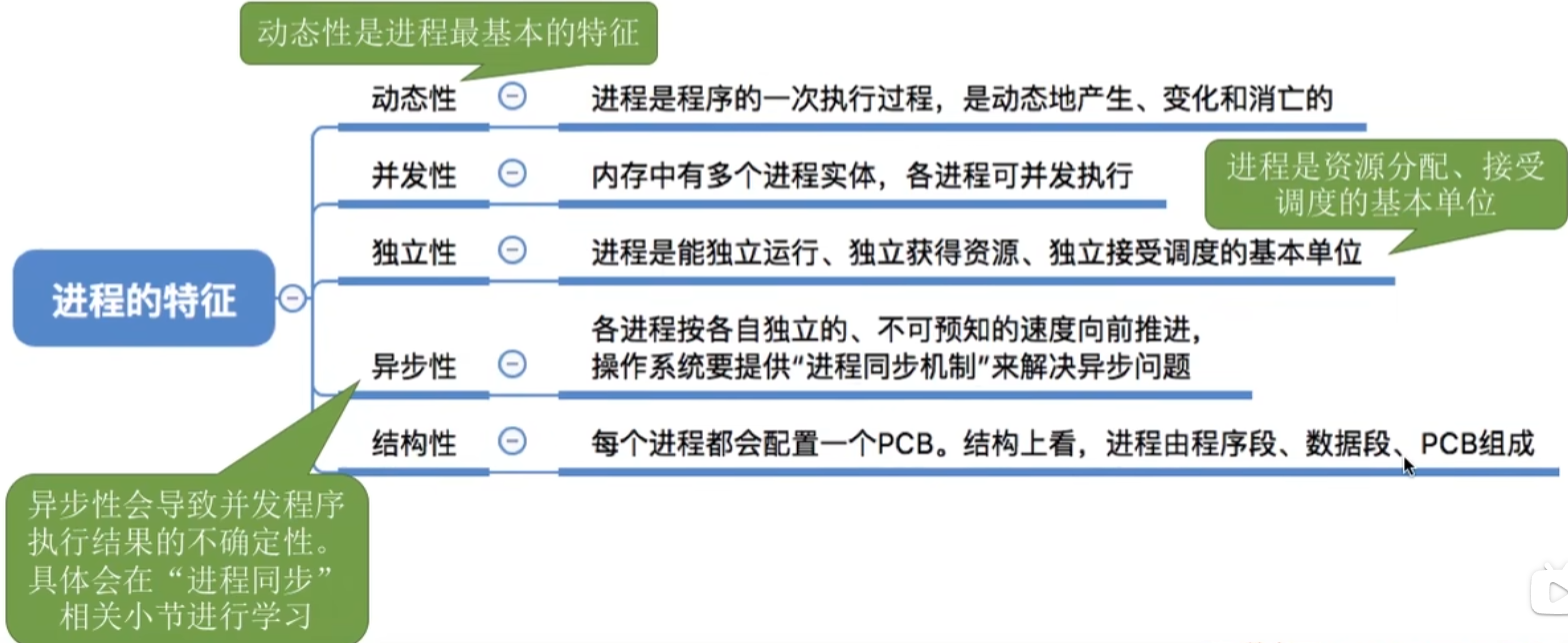 动态性是进程最基本的特征
动态性
进程是程序的一次执行过程，是动态地产生、变化和消亡的
并发性
内存中有多个进程实体，各进程可并发执行
进程是资源分配、接受
调度的基本单位
独立性
进程是能独立运行、独立获得资源、独立接受调度的基本单位
进程的特征
异步性
各进程按各自独立的、不可预知的速度向前推进，
操作系统要提供“进程同步机制”来解决异步问题
结构性
每个进程都会配置一个PCB。结构上看，进程由程序段、数据段、PCB组成
异步性会导致并发程序
执行结果的不确定性。
具体会在“进程同步”
相关小节进行学习